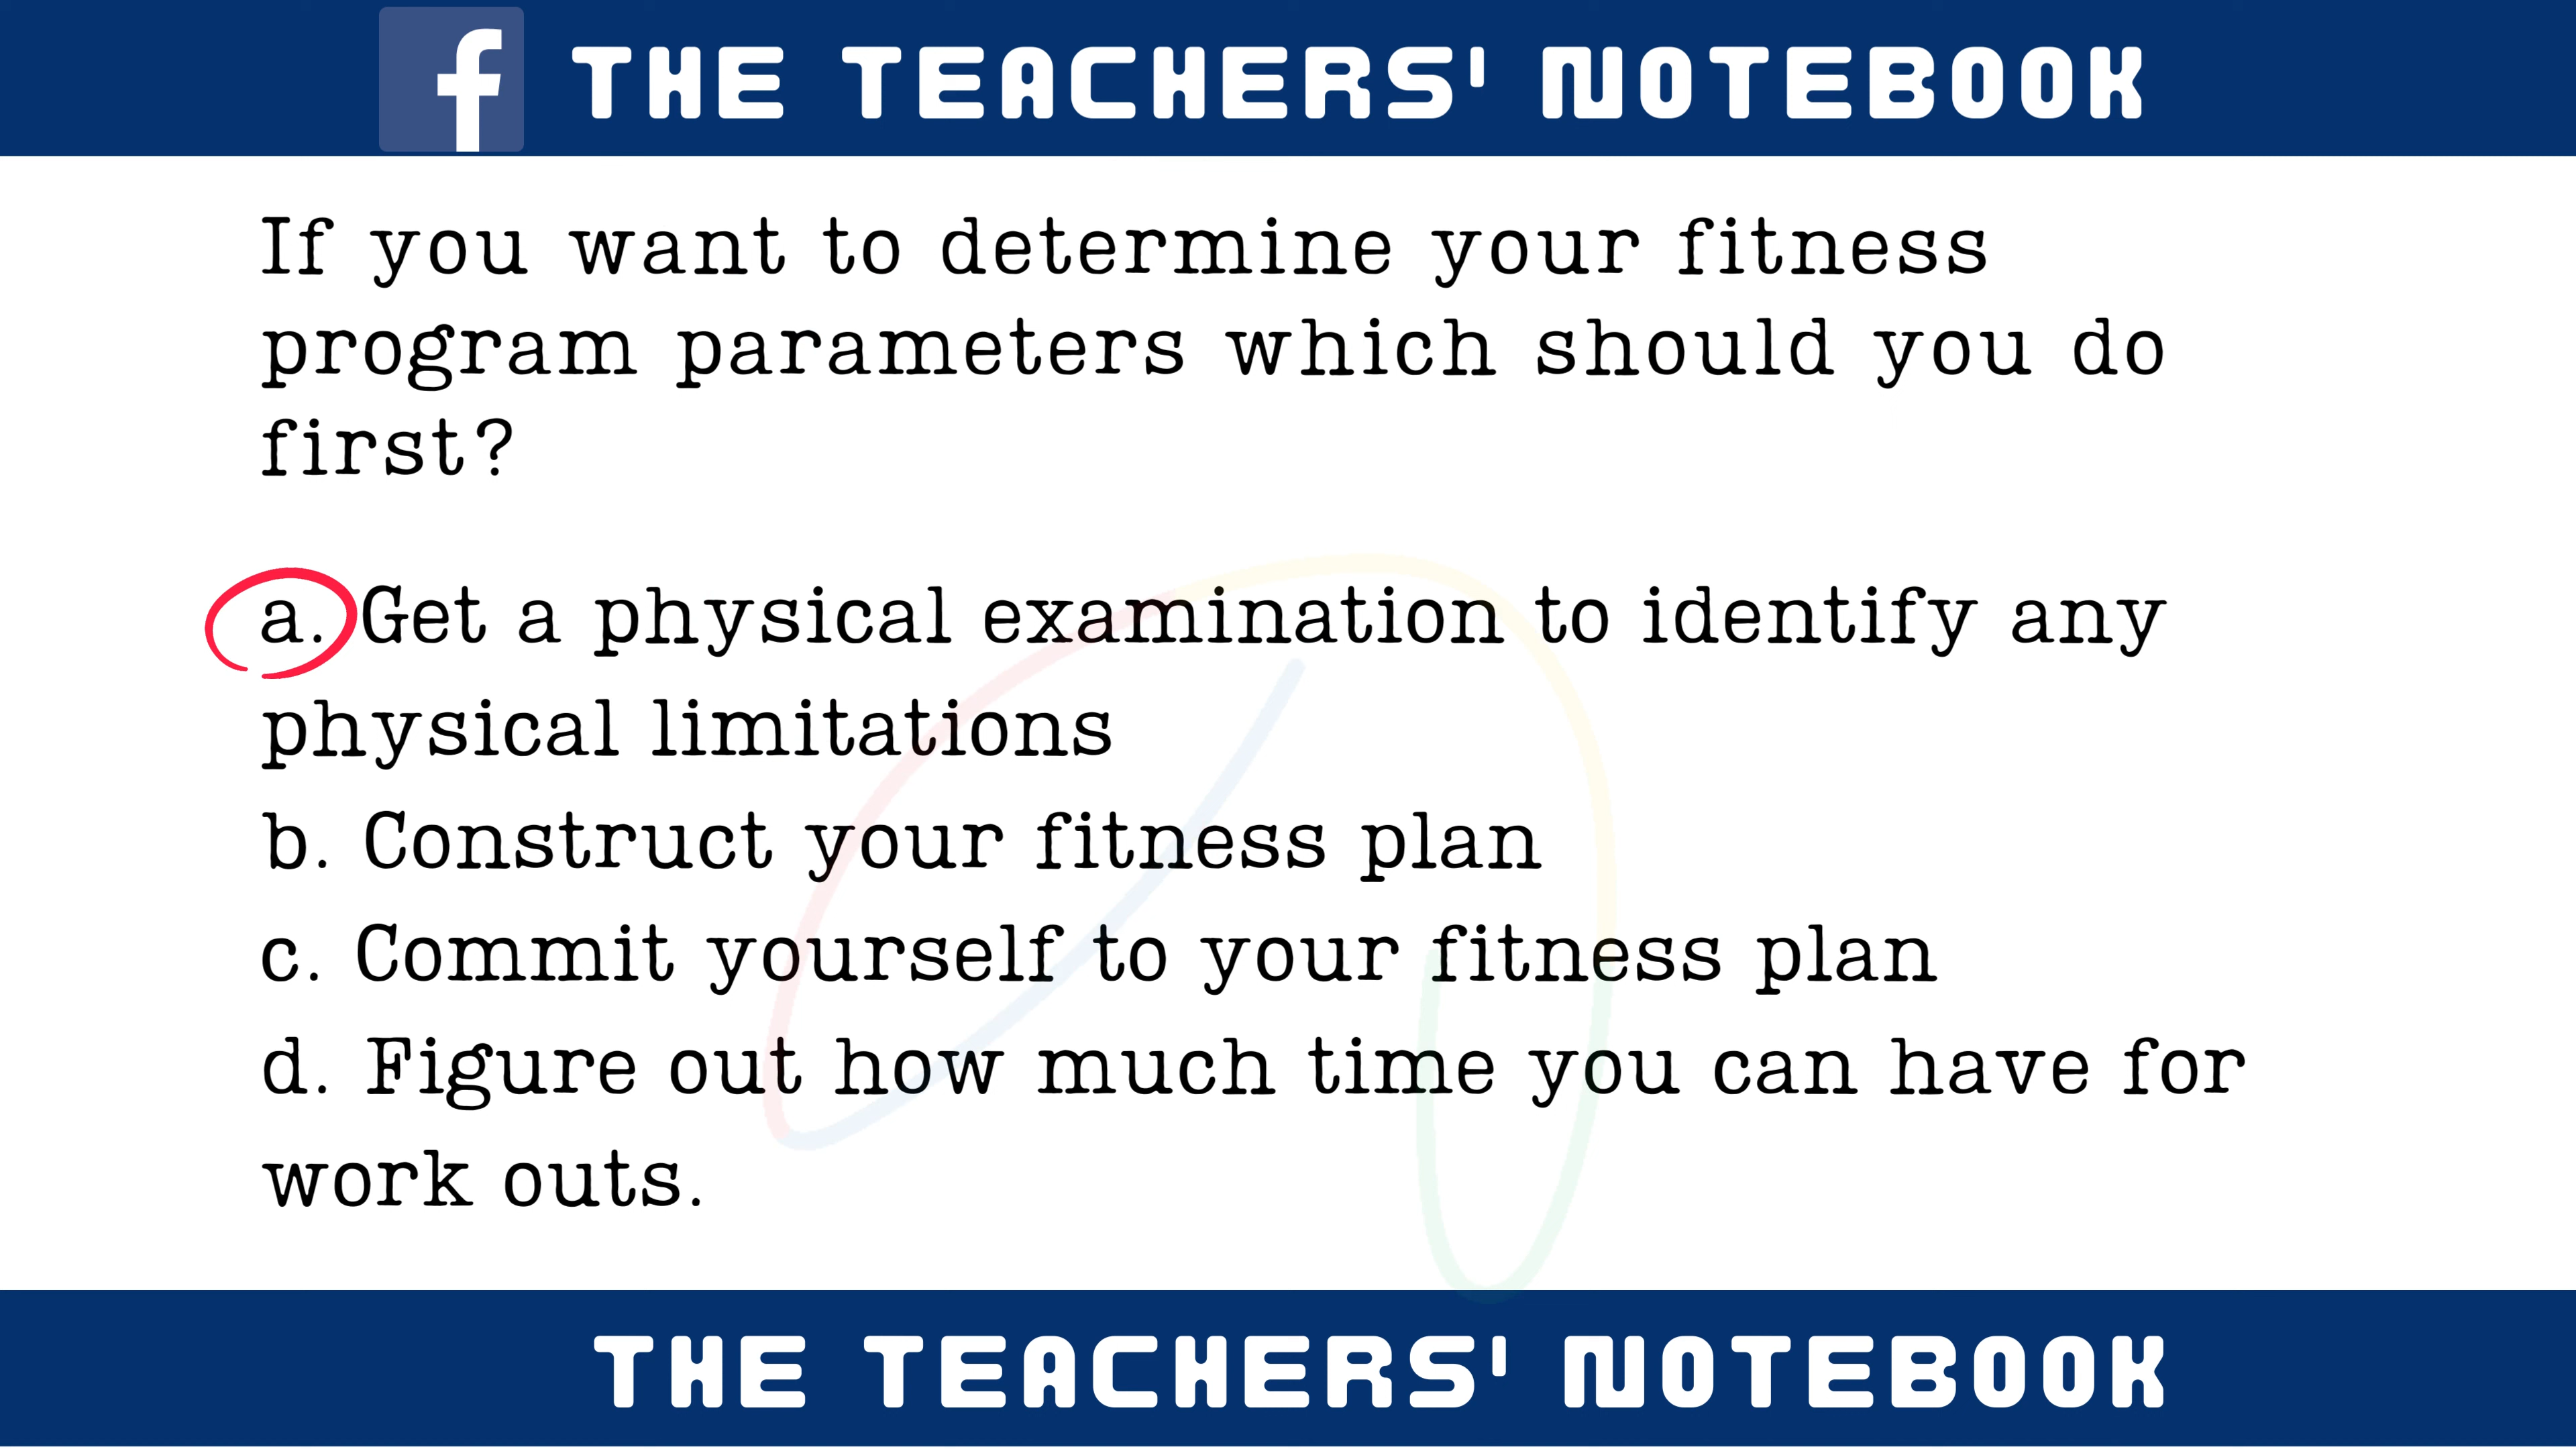 THE TEACHERS' NOTEBOOK
If you want to determine your fitness
program parameters which should you do
first?
a. Get a physical examination to identify any
physical limitations
b. Construct your fitness plan
c. Commit yourself to your fitness plan
d. Figure out how much time you can have for
work outs.
THE TEACHERS' NOTEBOOK